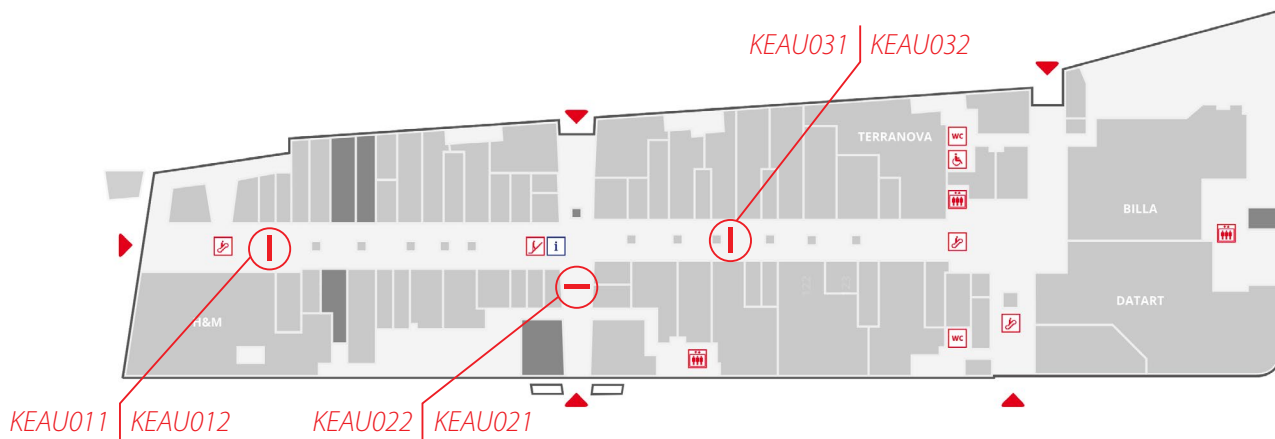 KEAU031 KEAU032
TERRANOVA
WC
BILLA
i
H&M
DATART
WC
KEAU011 KEAU012
KEAU022 KEAU021